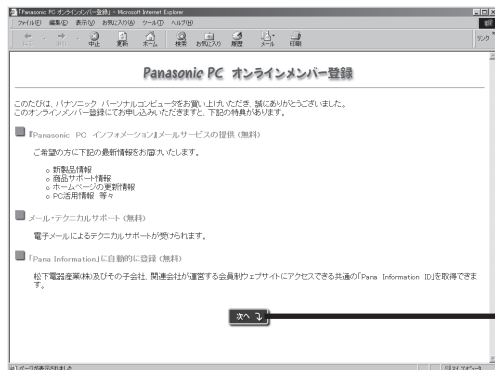 「Panasonic PC オンラインメンバー登録」 - Microsoft Internet Explorer
ファイル(F) 編集(E) 表示(V) お気に入り(A) ツール(T) ヘルプ(H)
戻る 進む 中止 更新 ホーム 検索 お気に入り 履歴 メール 印刷 リンク
Panasonic PC オンラインメンバー登録
このたびは、パナソニック パーソナルコンピュータをお買い上げいただき、誠にありがとうございました。
このオンラインメンバー登録にてお申し込みいただきますと、下記の特典があります。
『Panasonic PC インフォメーション』メールサービスの提供 (無料)
ご希望の方に下記の最新情報をお届けいたします。
新製品情報
商品サポート情報
ホームページの更新情報
PC活用情報 等々
メール・テクニカルサポート (無料)
電子メールによるテクニカルサポートが受けられます。
「Pana Information」に自動的に登録 (無料)
松下電器産業(株)及びその子会社、関連会社が運営する会員制ウェブサイトにアクセスできる共通の「Pana Information ID」を取得できま
す。
次へ
ページが表示されました
マイ コンピュータ